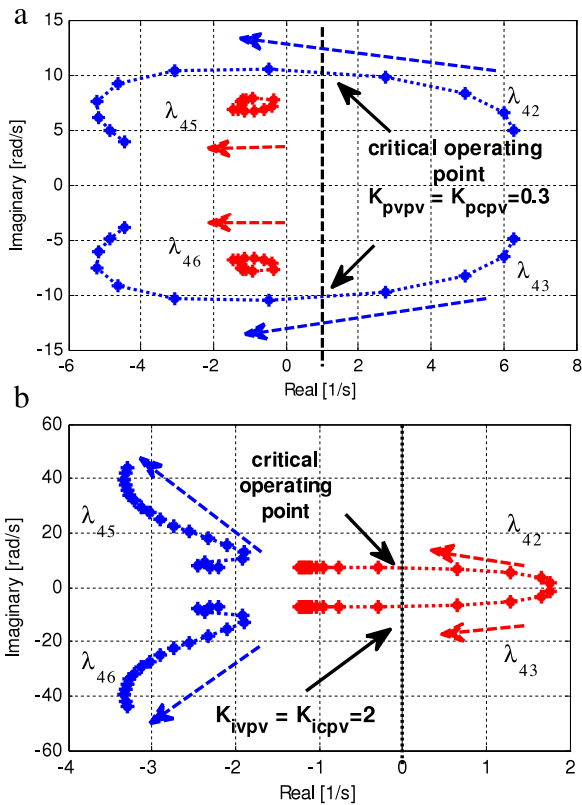 a
15
10
5
0
-5
-10
-15
Imaginary [rad/s]
λ45
λ42
critical operating
point
Kpvpv = Kpcpv=0.3
λ46
λ43
-6 -4 -2 0 2 4 6 8
Real [1/s]
b
60
40
20
0
-20
-40
-60
Imaginary [rad/s]
λ45
critical
operating
point
λ42
λ46
λ43
Kivpv = Kicpv=2
-4 -3 -2 -1 0 1 2
Real [1/s]